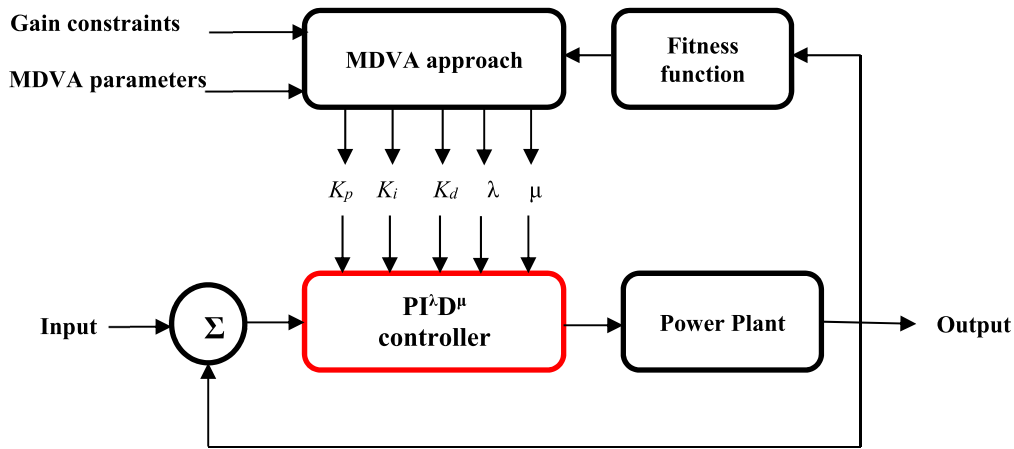 Gain constraints
MDVA parameters
MDVA approach
Fitness
function
Kp Ki Kd λ μ
Input
Σ
PIλDμ
controller
Power Plant
Output